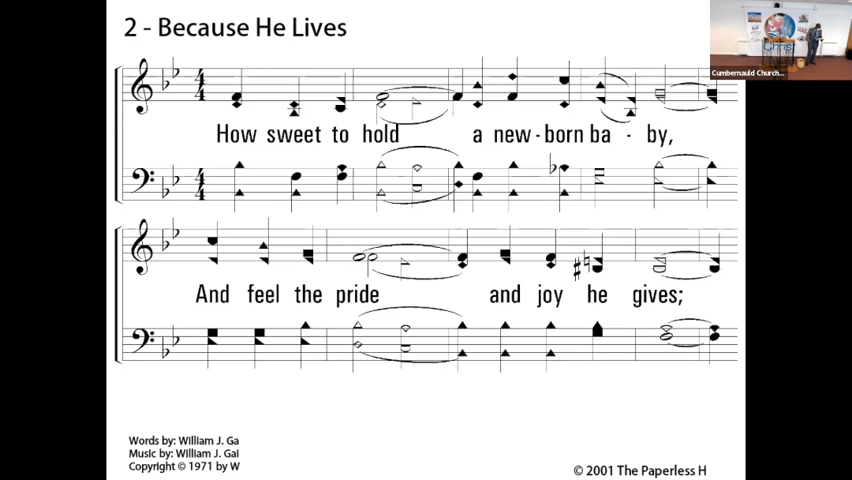 2 - Because He Lives
Christ
Cumbernauld Church...
How sweet to hold a new-born ba - by,
And feel the pride and joy he gives;
Words by: William J. Ga
Music by: William J. Gai
Copyright © 1971 by W
© 2001 The Paperless H